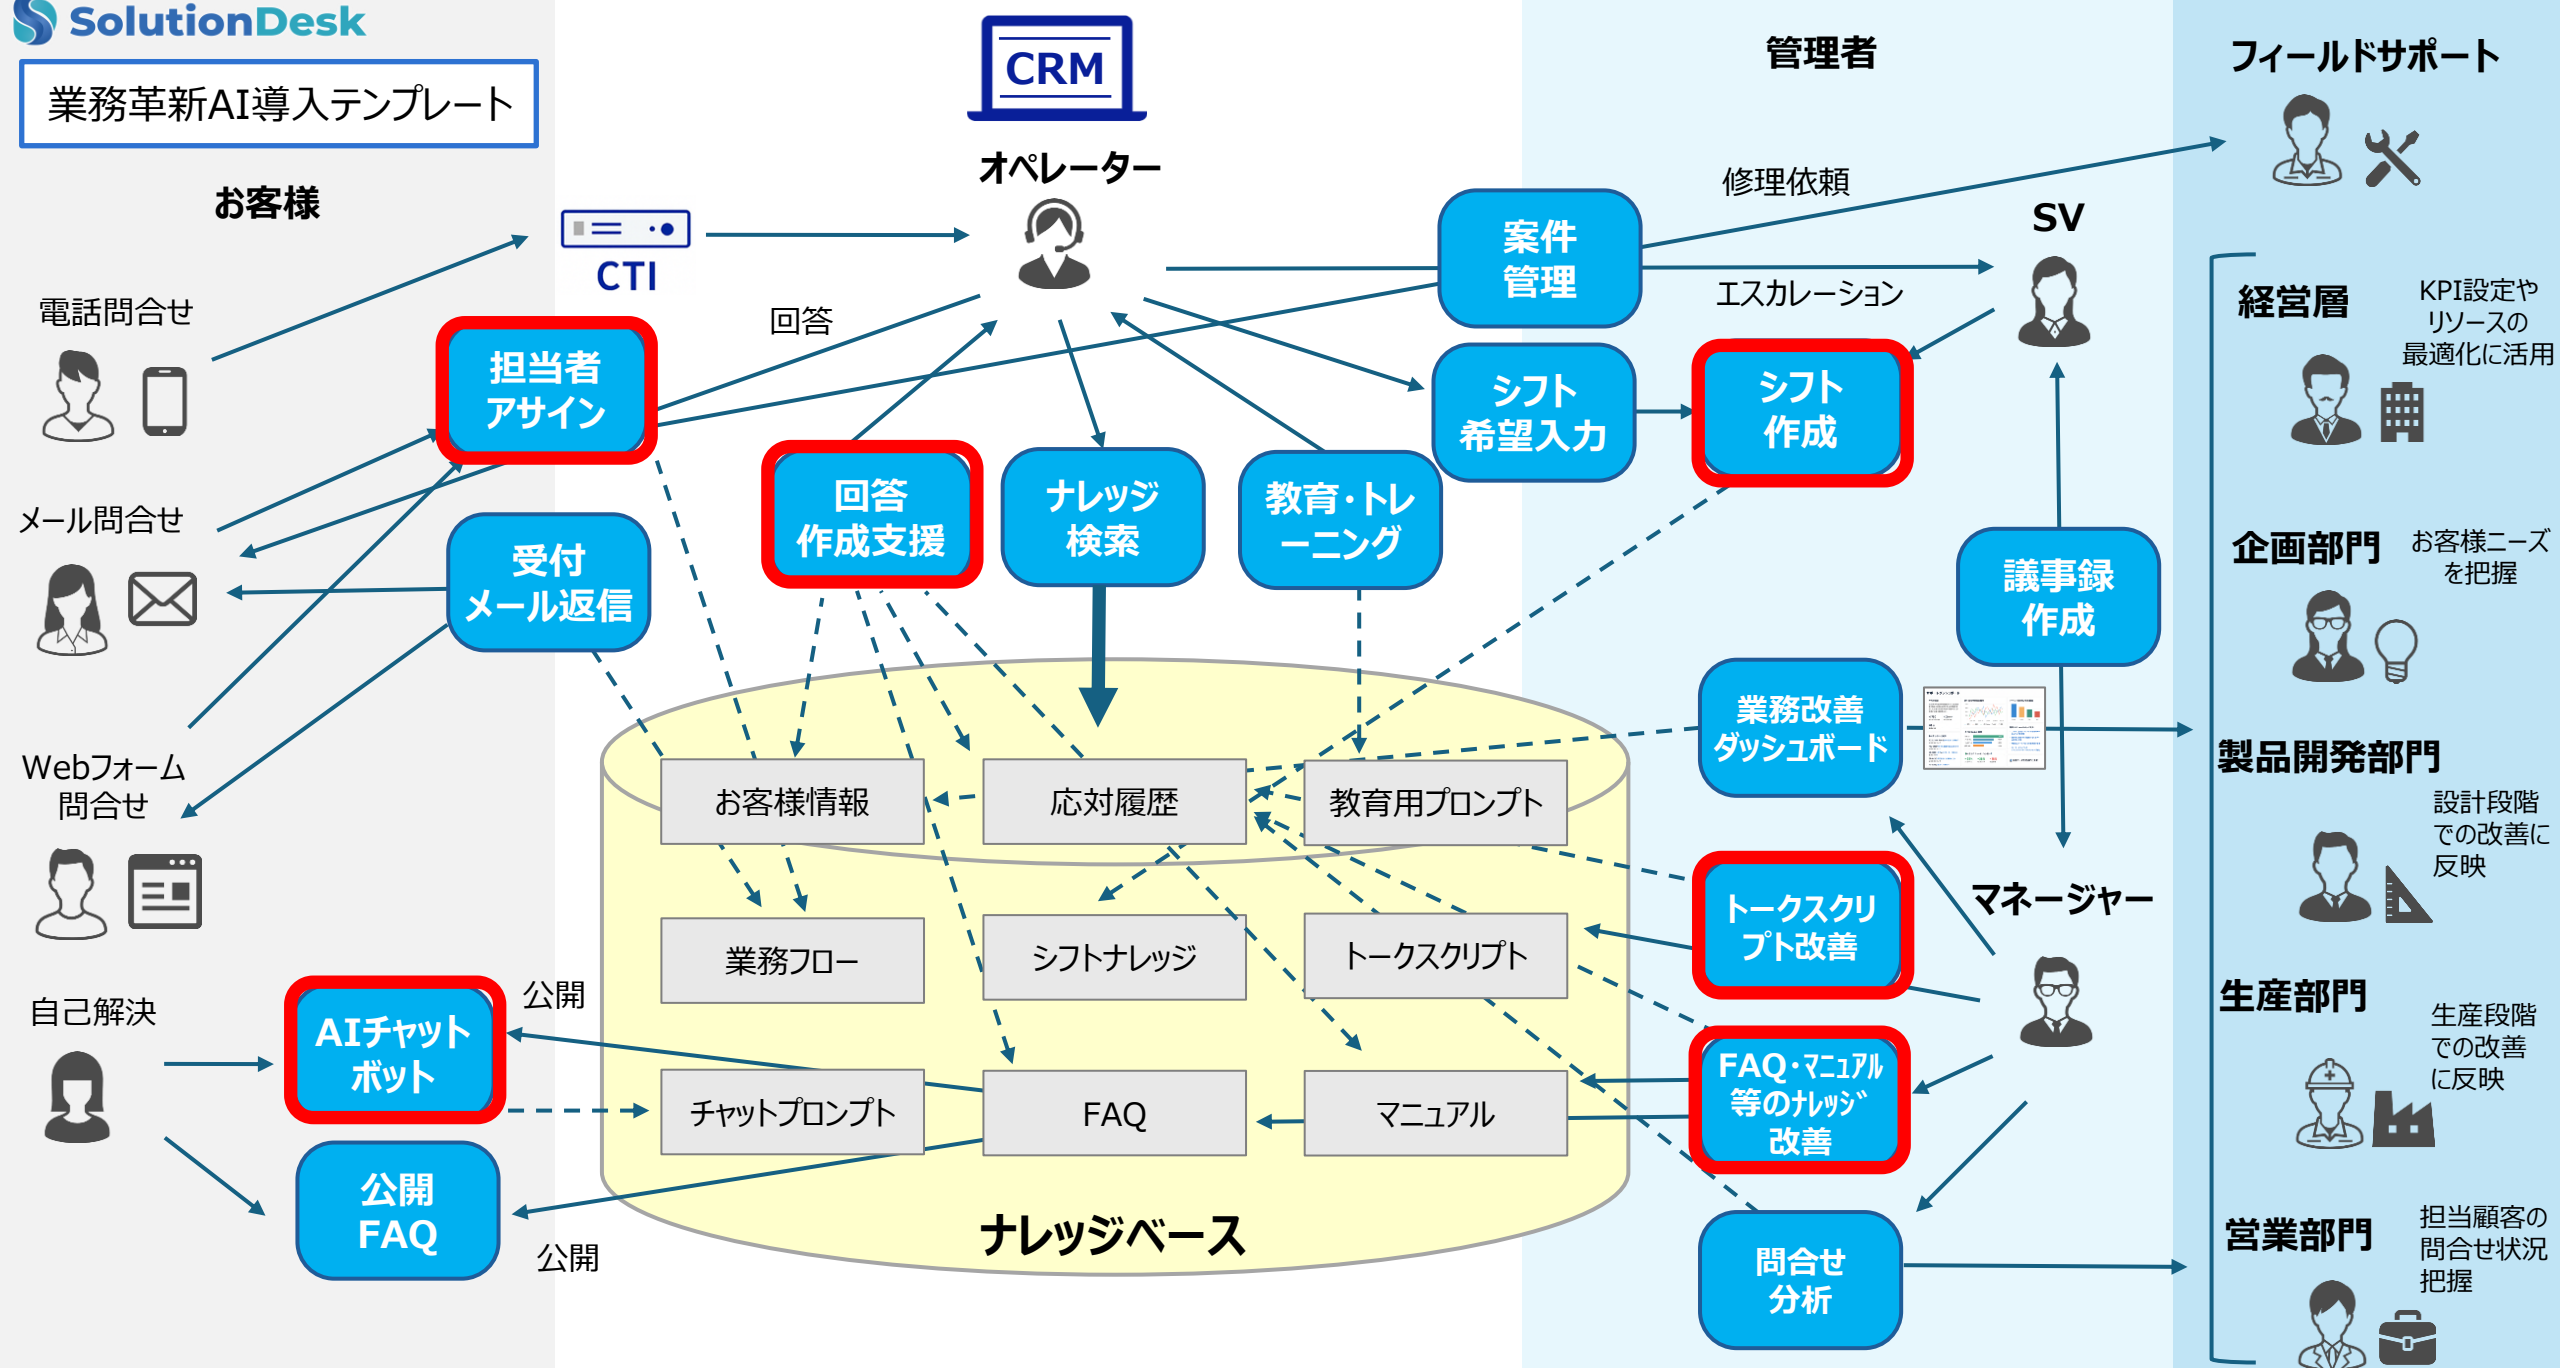 SolutionDesk
業務革新AI導入テンプレート
お客様
電話問合せ
メール問合せ
Webフォーム
問合せ
自己解決
CTI
CRM
オペレーター
回答
担当者
アサイン
受付
メール返信
回答
作成支援
ナレッジ
検索
教育・トレ
ーニング
案件
管理
シフト
希望入力
シフト
作成
管理者
修理依頼
エスカレーション
SV
議事録
作成
業務改善
ダッシュボード
マネージャー
トークスクリ
プト改善
FAQ・マニュアル
等のナレッジ
改善
問合せ
分析
AIチャット
ボット
公開
FAQ
公開
公開
お客様情報
応対履歴
教育用プロンプト
業務フロー
シフトナレッジ
トークスクリプト
チャットプロンプト
FAQ
マニュアル
ナレッジベース
フィールドサポート
経営層
KPI設定や
リソースの
最適化に活用
企画部門
お客様ニーズ
を把握
製品開発部門
設計段階
での改善に
反映
生産部門
生産段階
での改善
に反映
営業部門
担当顧客の
問合せ状況
把握